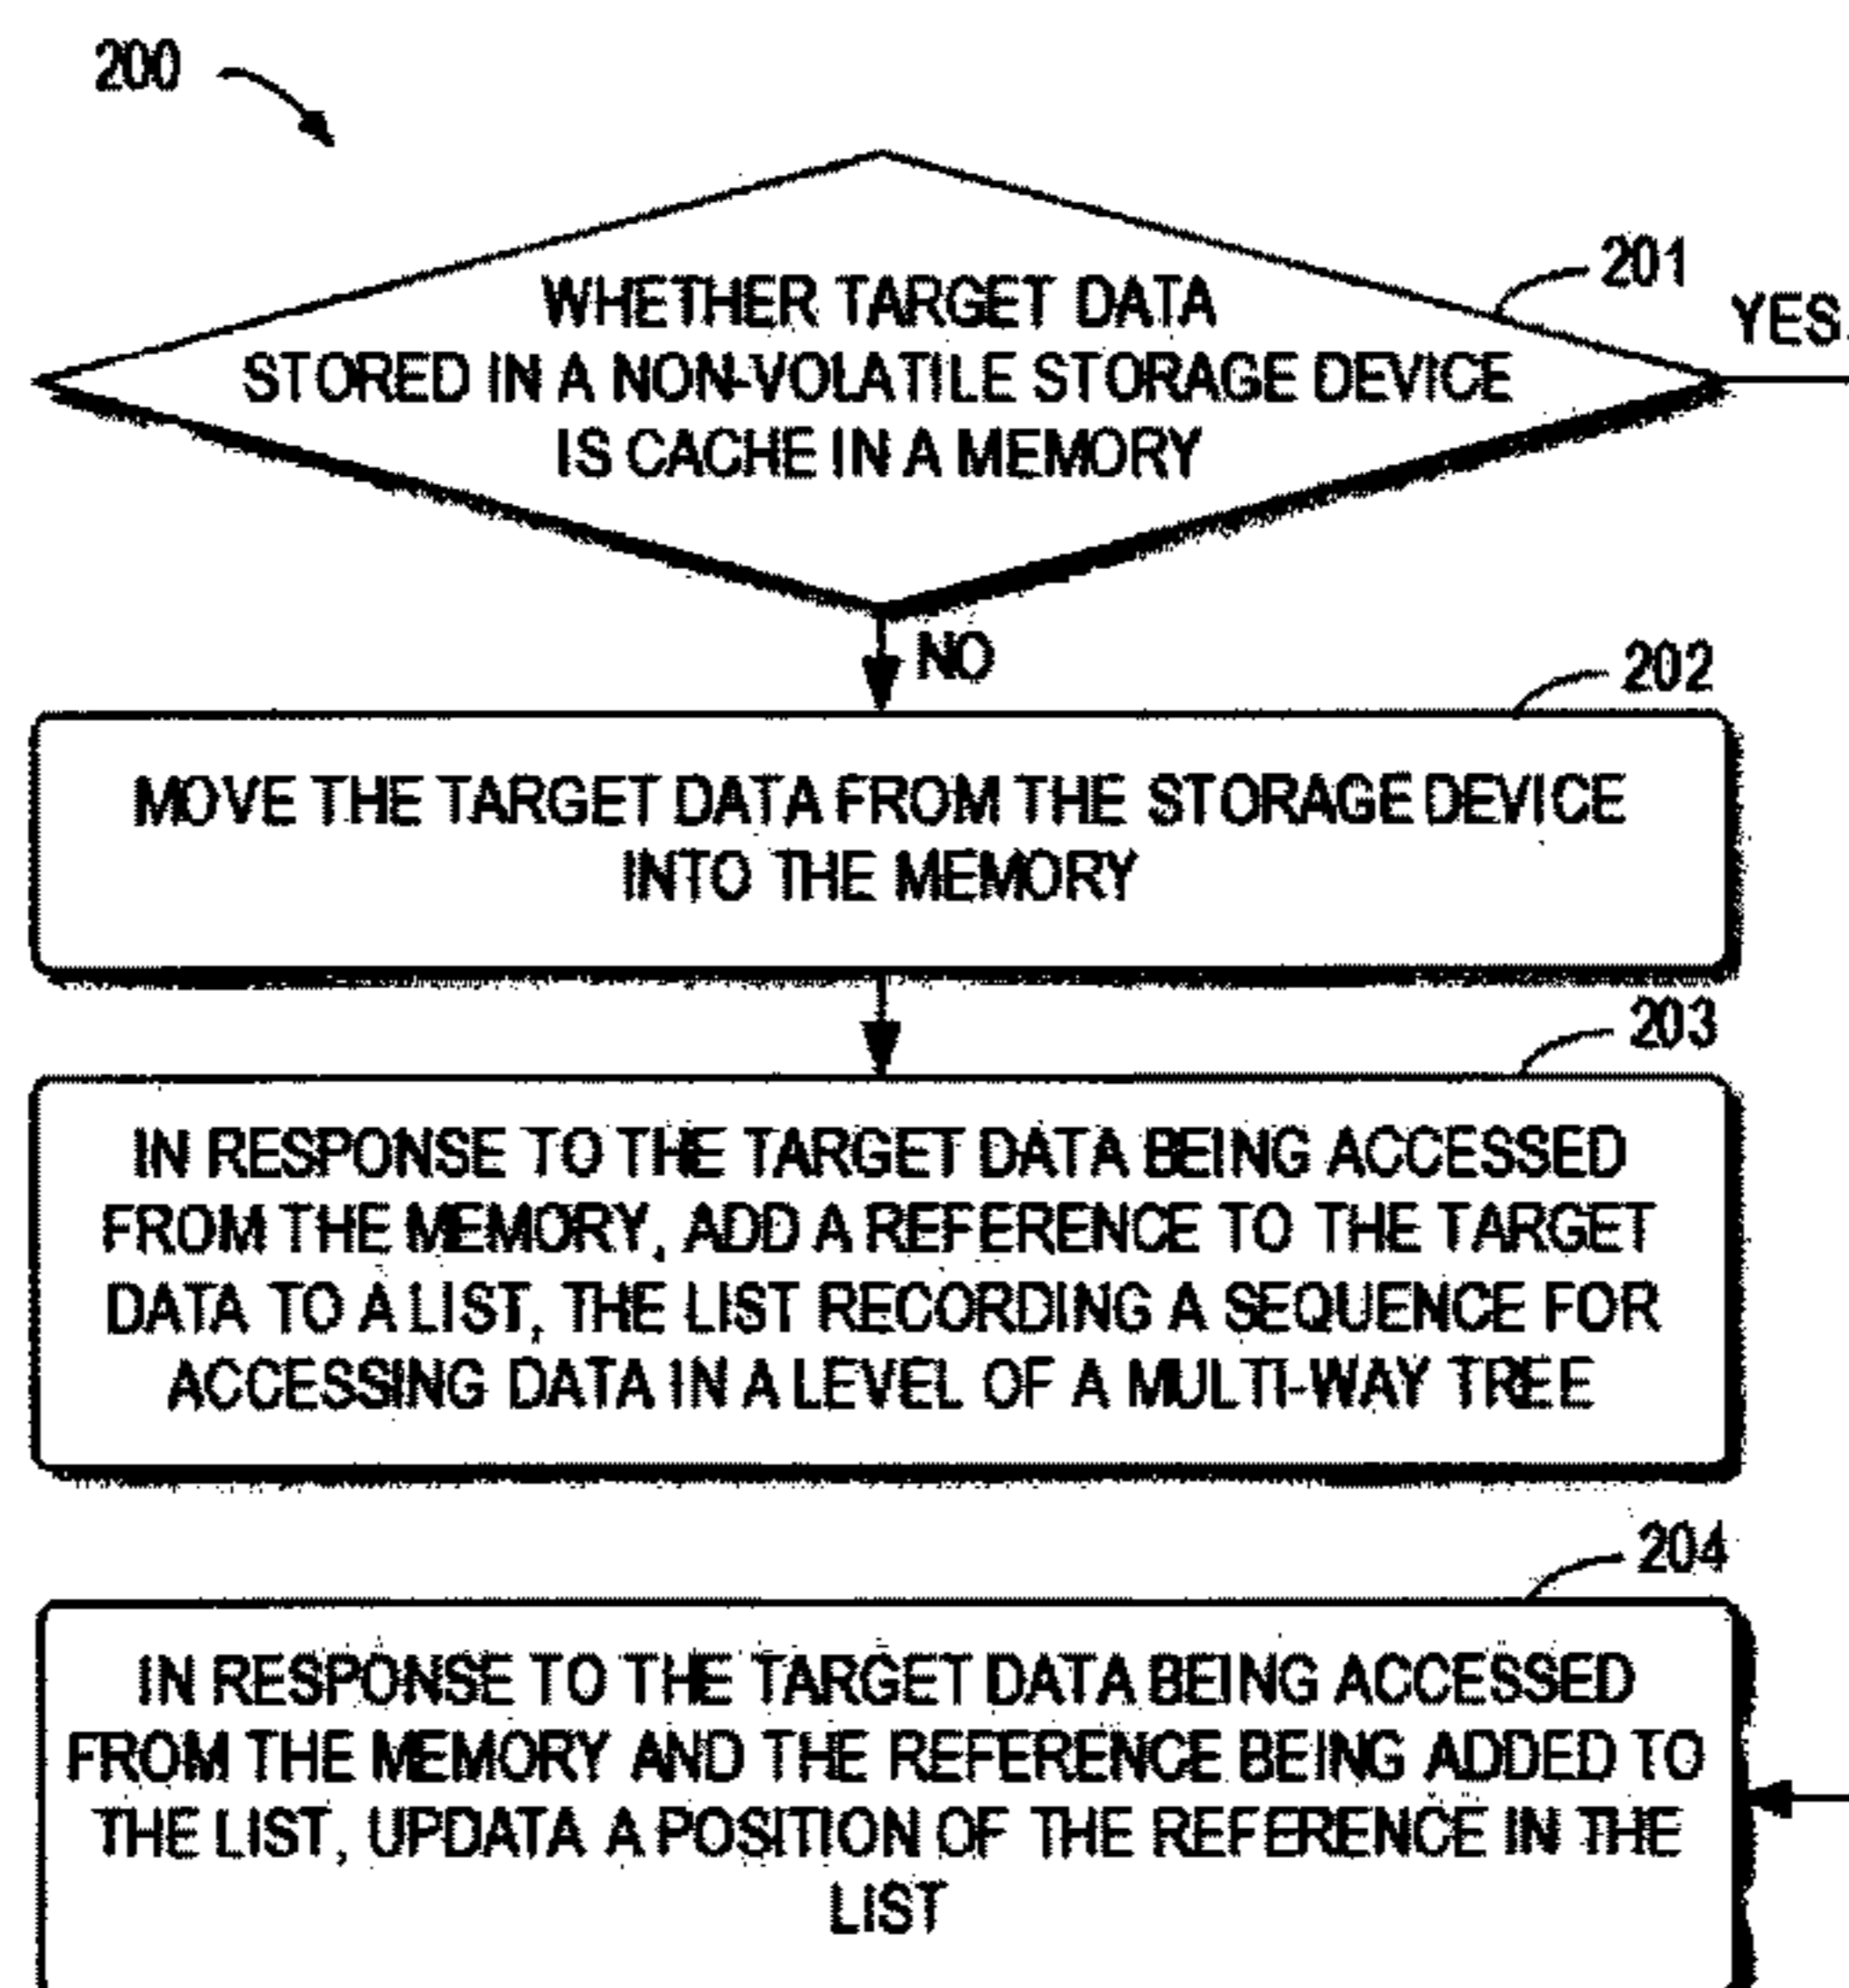 200
201
WHETHER TARGET DATA
STORED IN A NON-VOLATILE STORAGE DEVICE
IS CACHE IN A MEMORY
YES
NO
202
MOVE THE TARGET DATA FROM THE STORAGE DEVICE
INTO THE MEMORY
203
IN RESPONSE TO THE TARGET DATA BEING ACCESSED
FROM THE MEMORY, ADD A REFERENCE TO THE TARGET
DATA TO A LIST, THE LIST RECORDING A SEQUENCE FOR
ACCESSING DATA IN A LEVEL OF A MULTI-WAY TREE
204
IN RESPONSE TO THE TARGET DATA BEING ACCESSED
FROM THE MEMORY AND THE REFERENCE BEING ADDED TO
THE LIST, UPDATA A POSITION OF THE REFERENCE IN THE
LIST